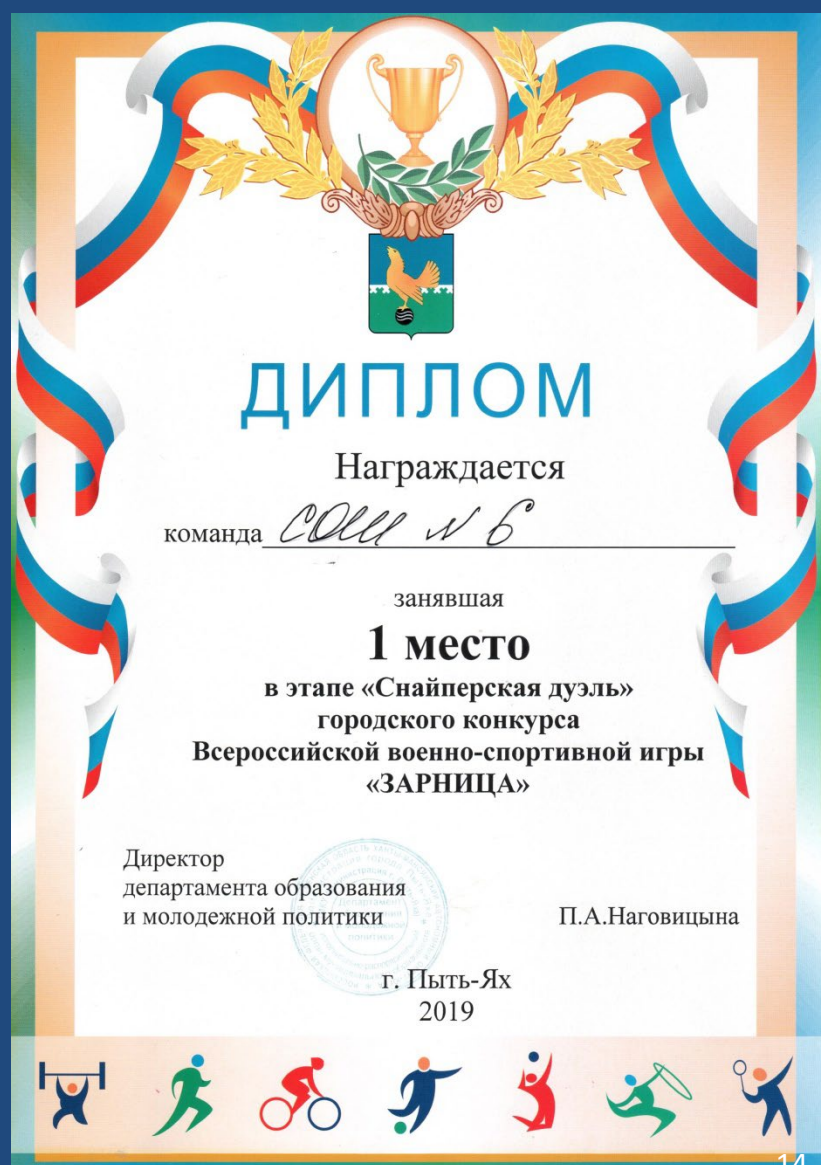 ДИПЛОМ
Награждается
команда СОШ N 6
занявшая
1 место
в этапе «Снайперская дуэль»
городского конкурса
Всероссийской военно-спортивной игры
«ЗАРНИЦА»
Директор
департамента образования
и молодежной политики П.А.Наговицына
г. Пыть-Ях
2019
14